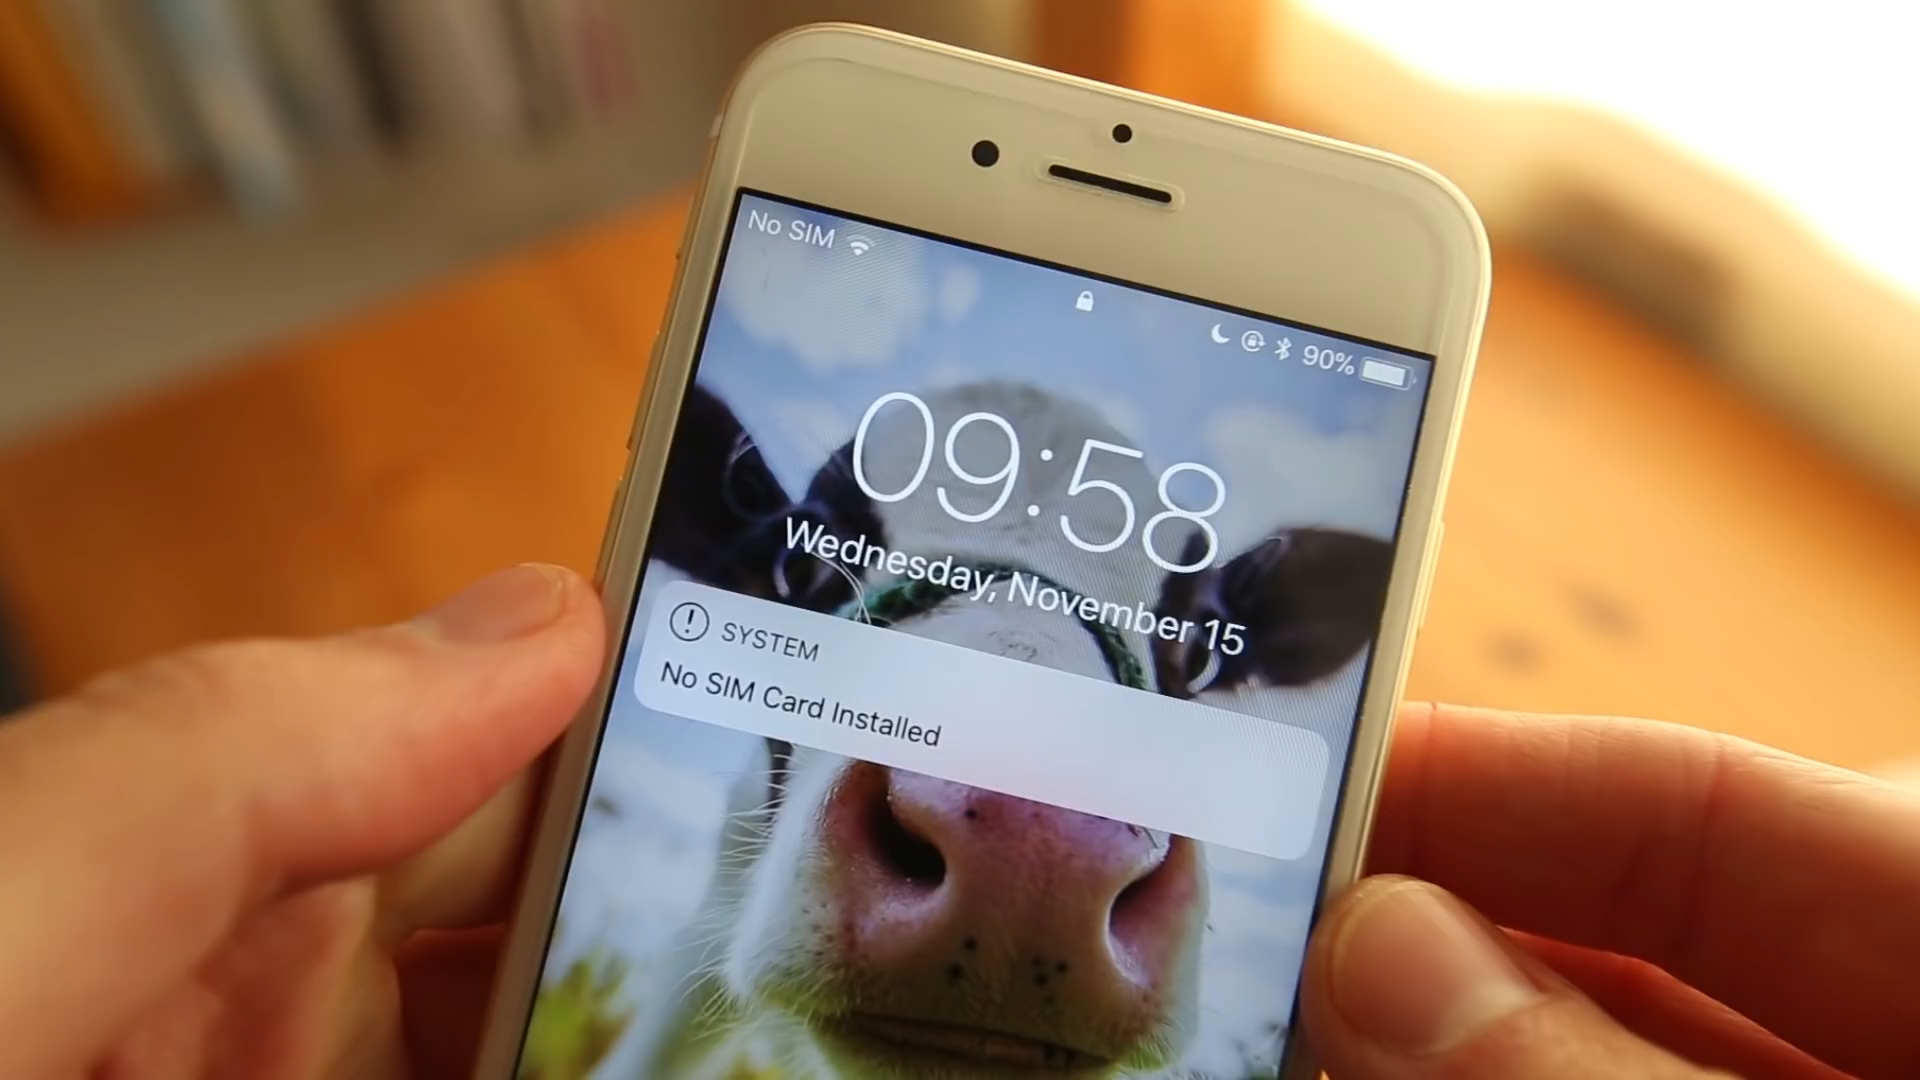 No SIM
90%
09:58
Wednesday, November 15
SYSTEM
No SIM Card Installed